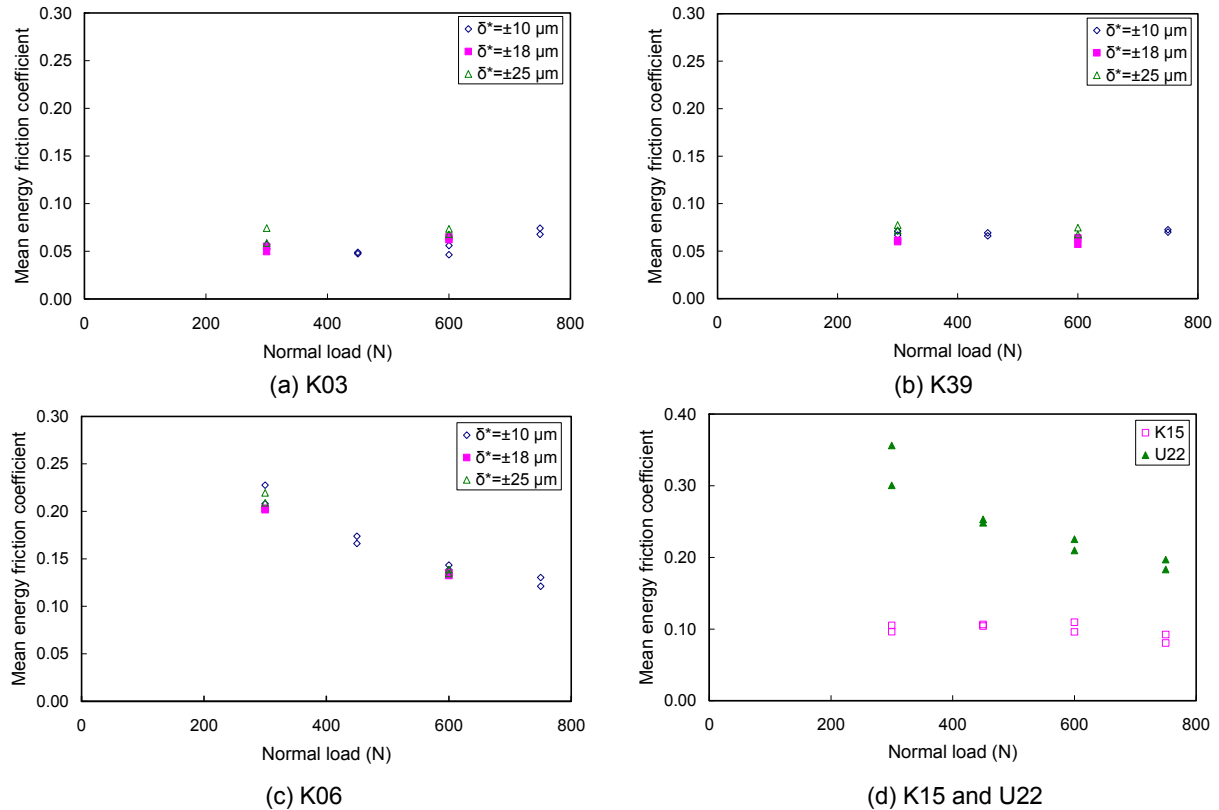 0.30
0.25
0.20
0.15
0.10
0.05
0.00
Mean energy friction coefficient
δ*=±10 µm
δ*=±18 µm
δ*=±25 µm
0 200 400 600 800
Normal load (N)
(a) K03
0.30
0.25
0.20
0.15
0.10
0.05
0.00
Mean energy friction coefficient
δ*=±10 µm
δ*=±18 µm
δ*=±25 µm
0 200 400 600 800
Normal load (N)
(b) K39
0.30
0.25
0.20
0.15
0.10
0.05
0.00
Mean energy friction coefficient
δ*=±10 µm
δ*=±18 µm
δ*=±25 µm
0 200 400 600 800
Normal load (N)
(c) K06
0.40
0.30
0.20
0.10
0.00
Mean energy friction coefficient
K15
U22
0 200 400 600 800
Normal load (N)
(d) K15 and U22